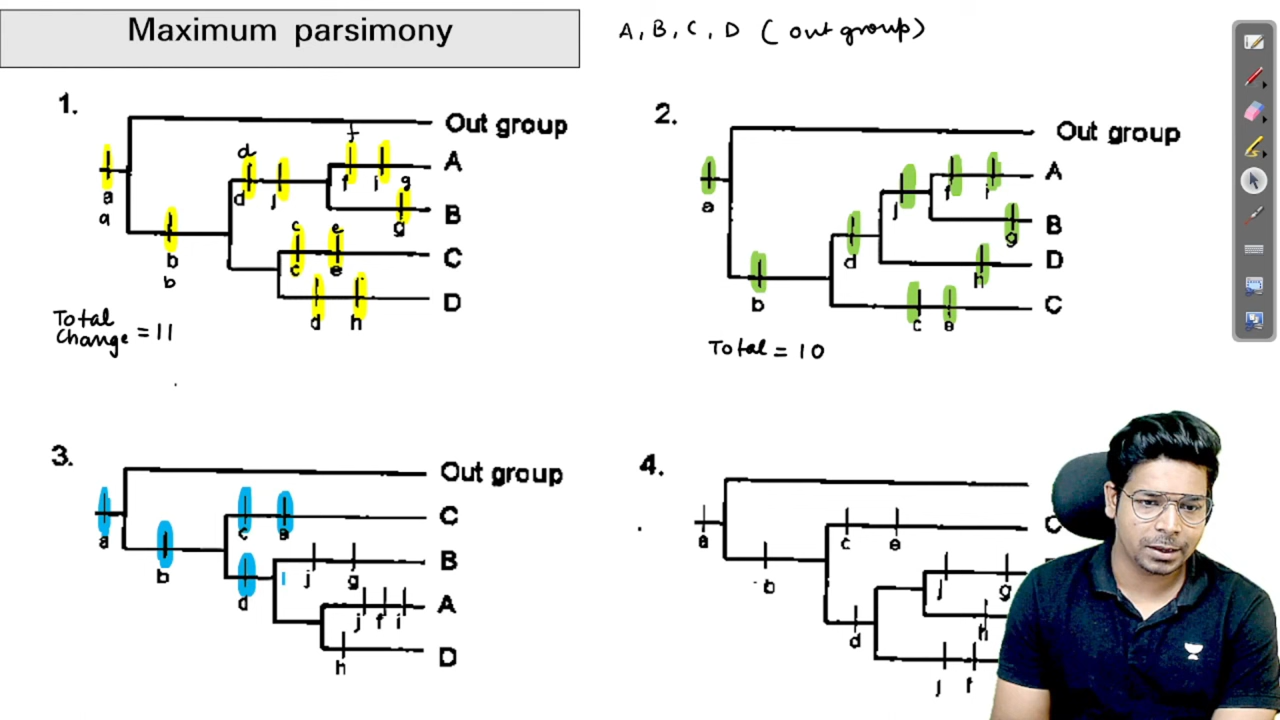 Maximum parsimony
A, B, C, D (out group)
1.
Out group
f
d
A
d j f i g
B
g
a
a
b
b
c e
C
c e
D
d h
Total
Change = 11
2.
Out group
A
a
j f i
B
g
d
D
h
b
C
c e
Total = 10
3.
Out group
C
a
c e
B
b
j g
d
A
j f i
D
h
4.
a
c e
b
j g
h
d
j f